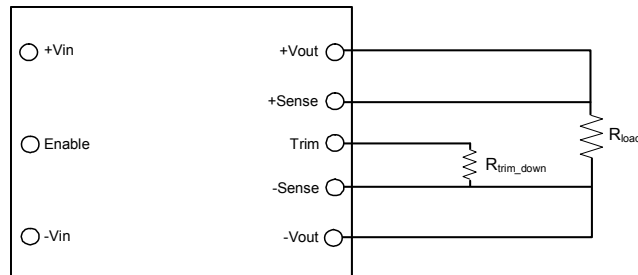 +Vin
+Vout
+Sense
Enable
Trim
Rload
Rtrim_down
-Sense
-Vin
-Vout